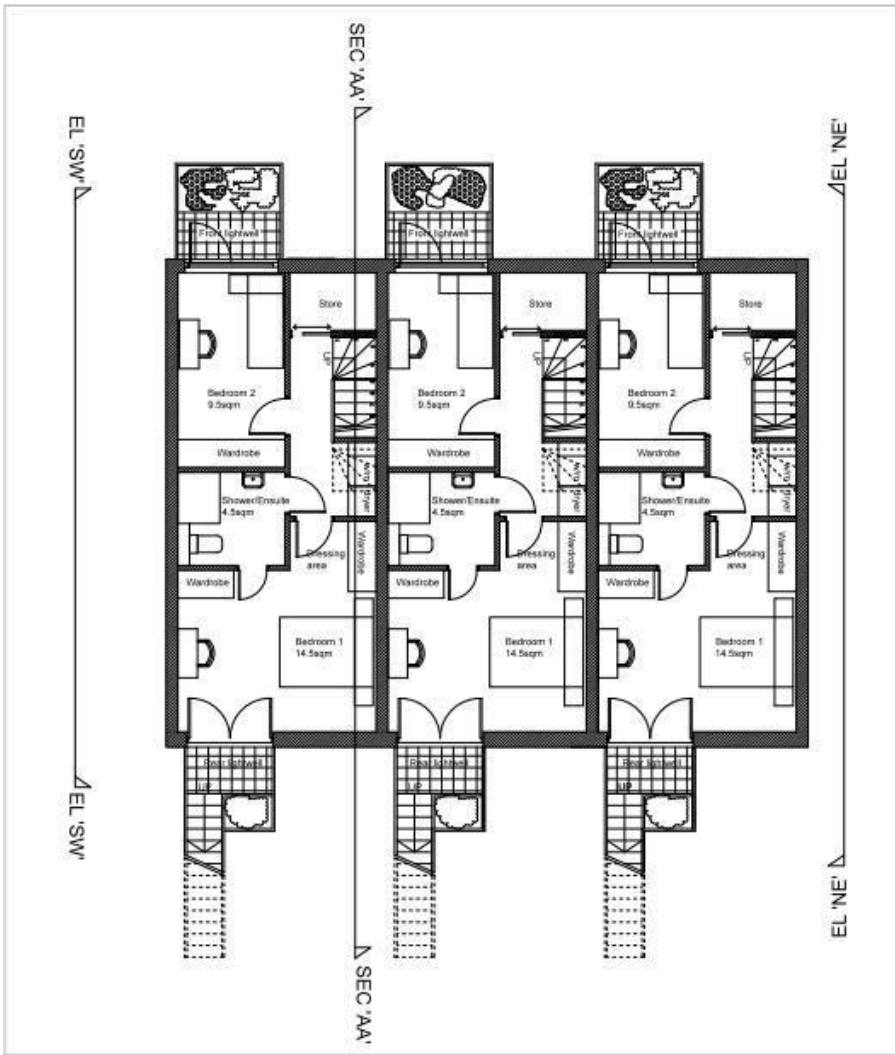 SEC 'AA'
EL 'SW'
EL 'NE'
Front lightwell
Front lightwell
Front lightwell
Store
Store
Store
UP
UP
UP
Bedroom 2
9.5sqm
Bedroom 2
9.5sqm
Bedroom 2
9.5sqm
Wardrobe
Wardrobe
Wardrobe
Shower/Ensuite
4.5sqm
Shower/Ensuite
4.5sqm
Shower/Ensuite
4.5sqm
Dryer
Dryer
Dryer
Wardrobe
Wardrobe
Wardrobe
Dressing
area
Dressing
area
Dressing
area
Wardrobe
Wardrobe
Wardrobe
Bedroom 1
14.5sqm
Bedroom 1
14.5sqm
Bedroom 1
14.5sqm
Rear lightwell
Rear lightwell
Rear lightwell
UP
UP
UP
EL 'SW'
EL 'NE'
SEC 'AA'